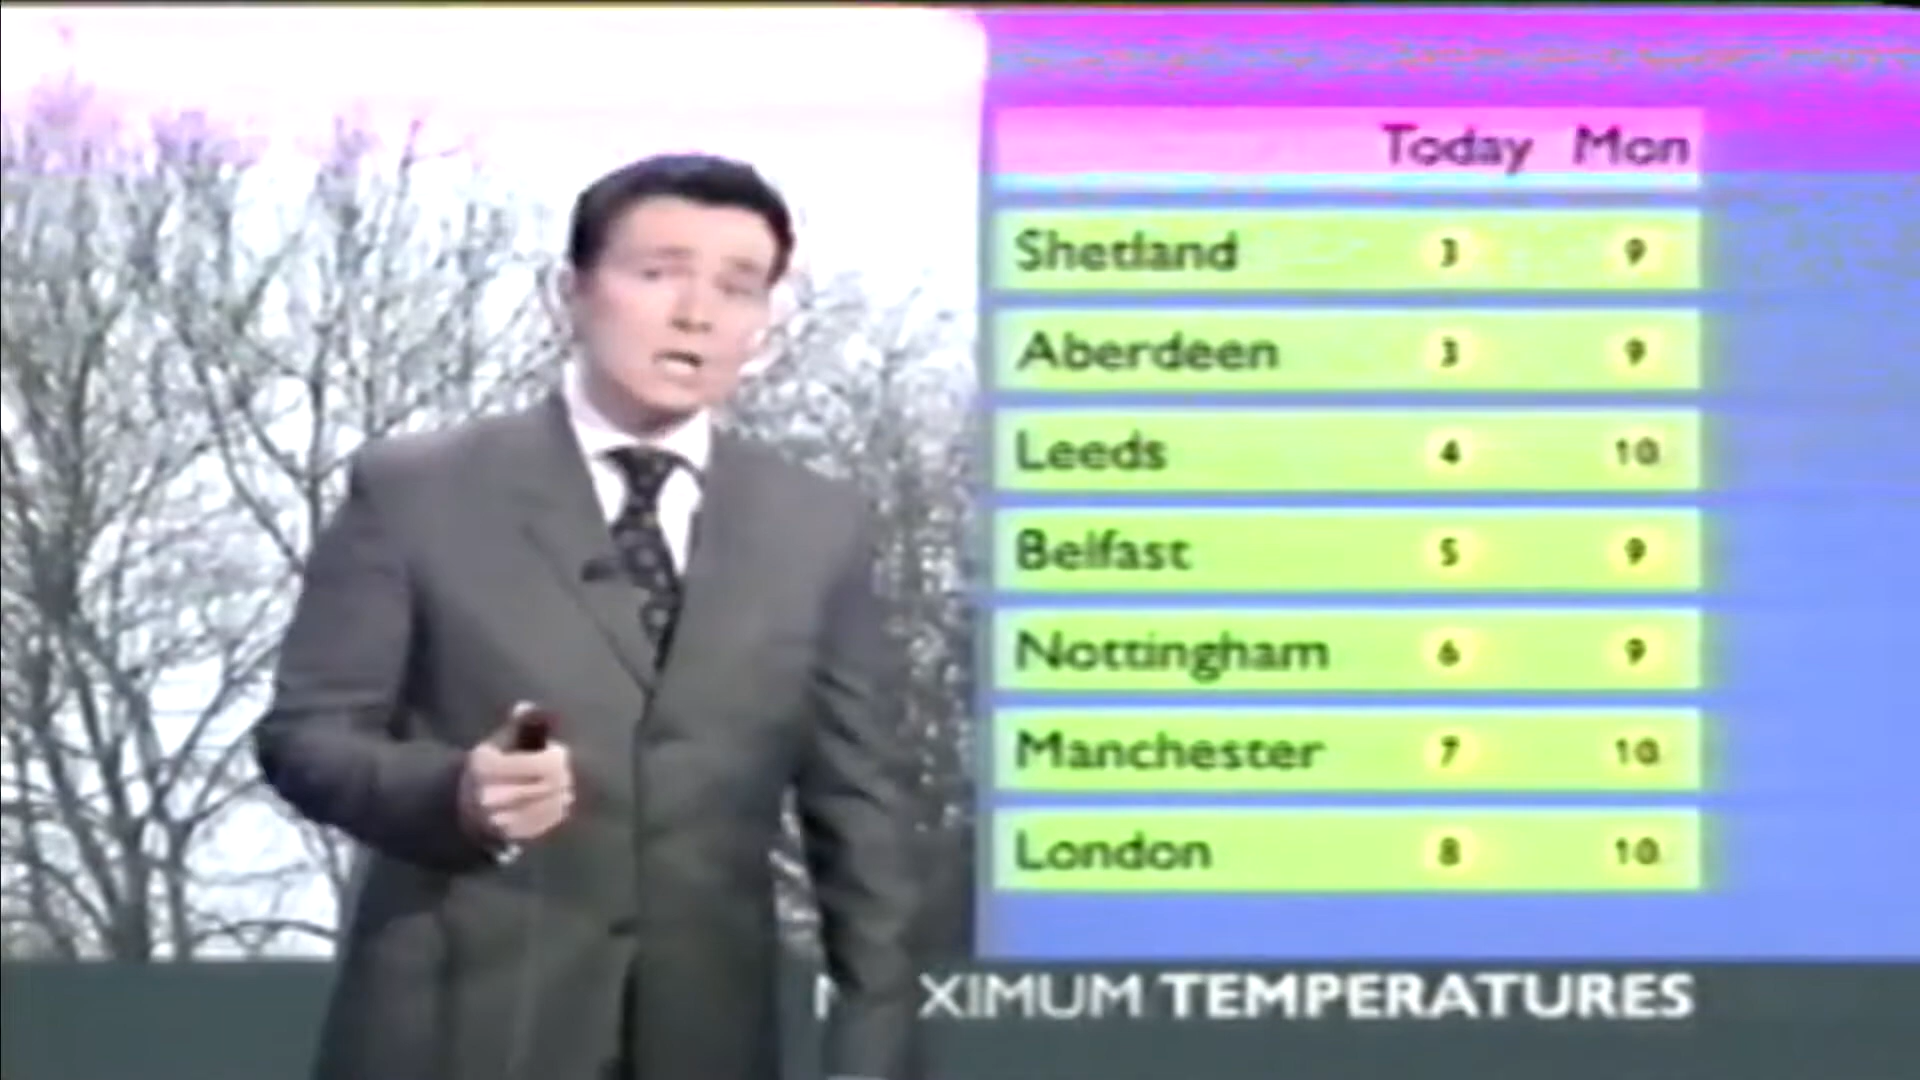 Today Mon
Shetland 3 9
Aberdeen 3 9
Leeds 4 10
Belfast 5 9
Nottingham 6 9
Manchester 7 10
London 8 10
XIMUM TEMPERATURES